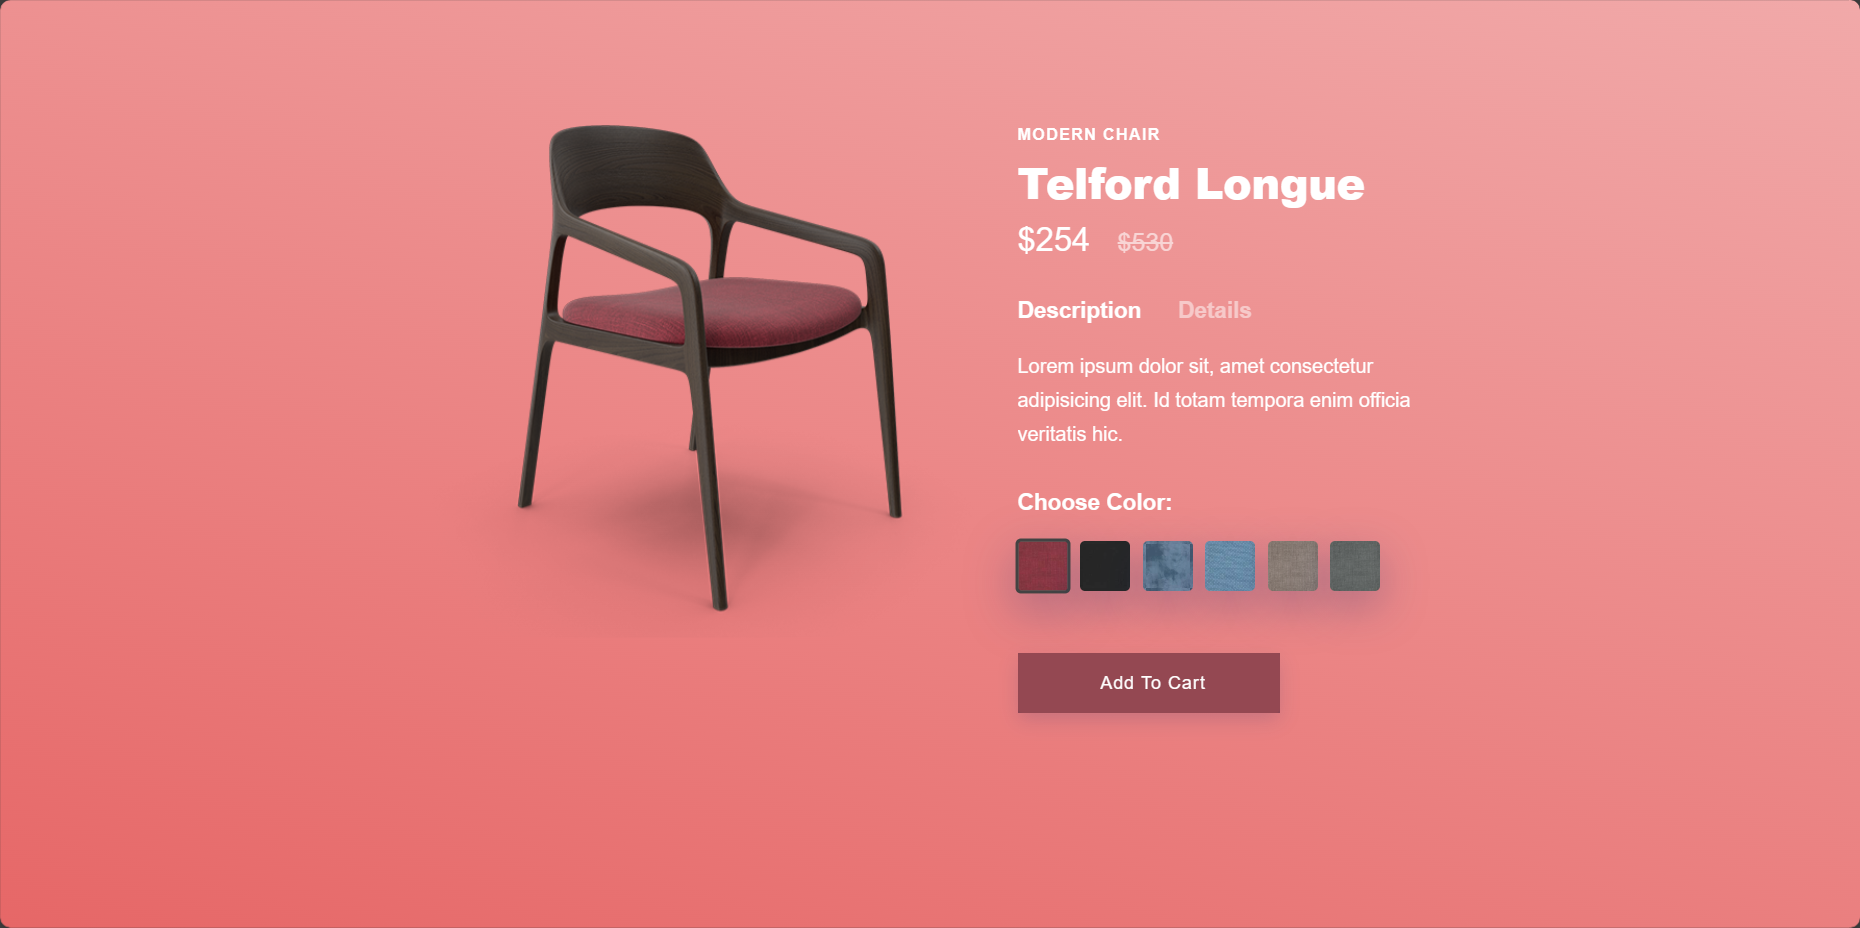 MODERN CHAIR
Telford Longue
$254 $530
Description Details
Lorem ipsum dolor sit, amet consectetur
adipisicing elit. Id totam tempora enim officia
veritatis hic.
Choose Color:
Add To Cart